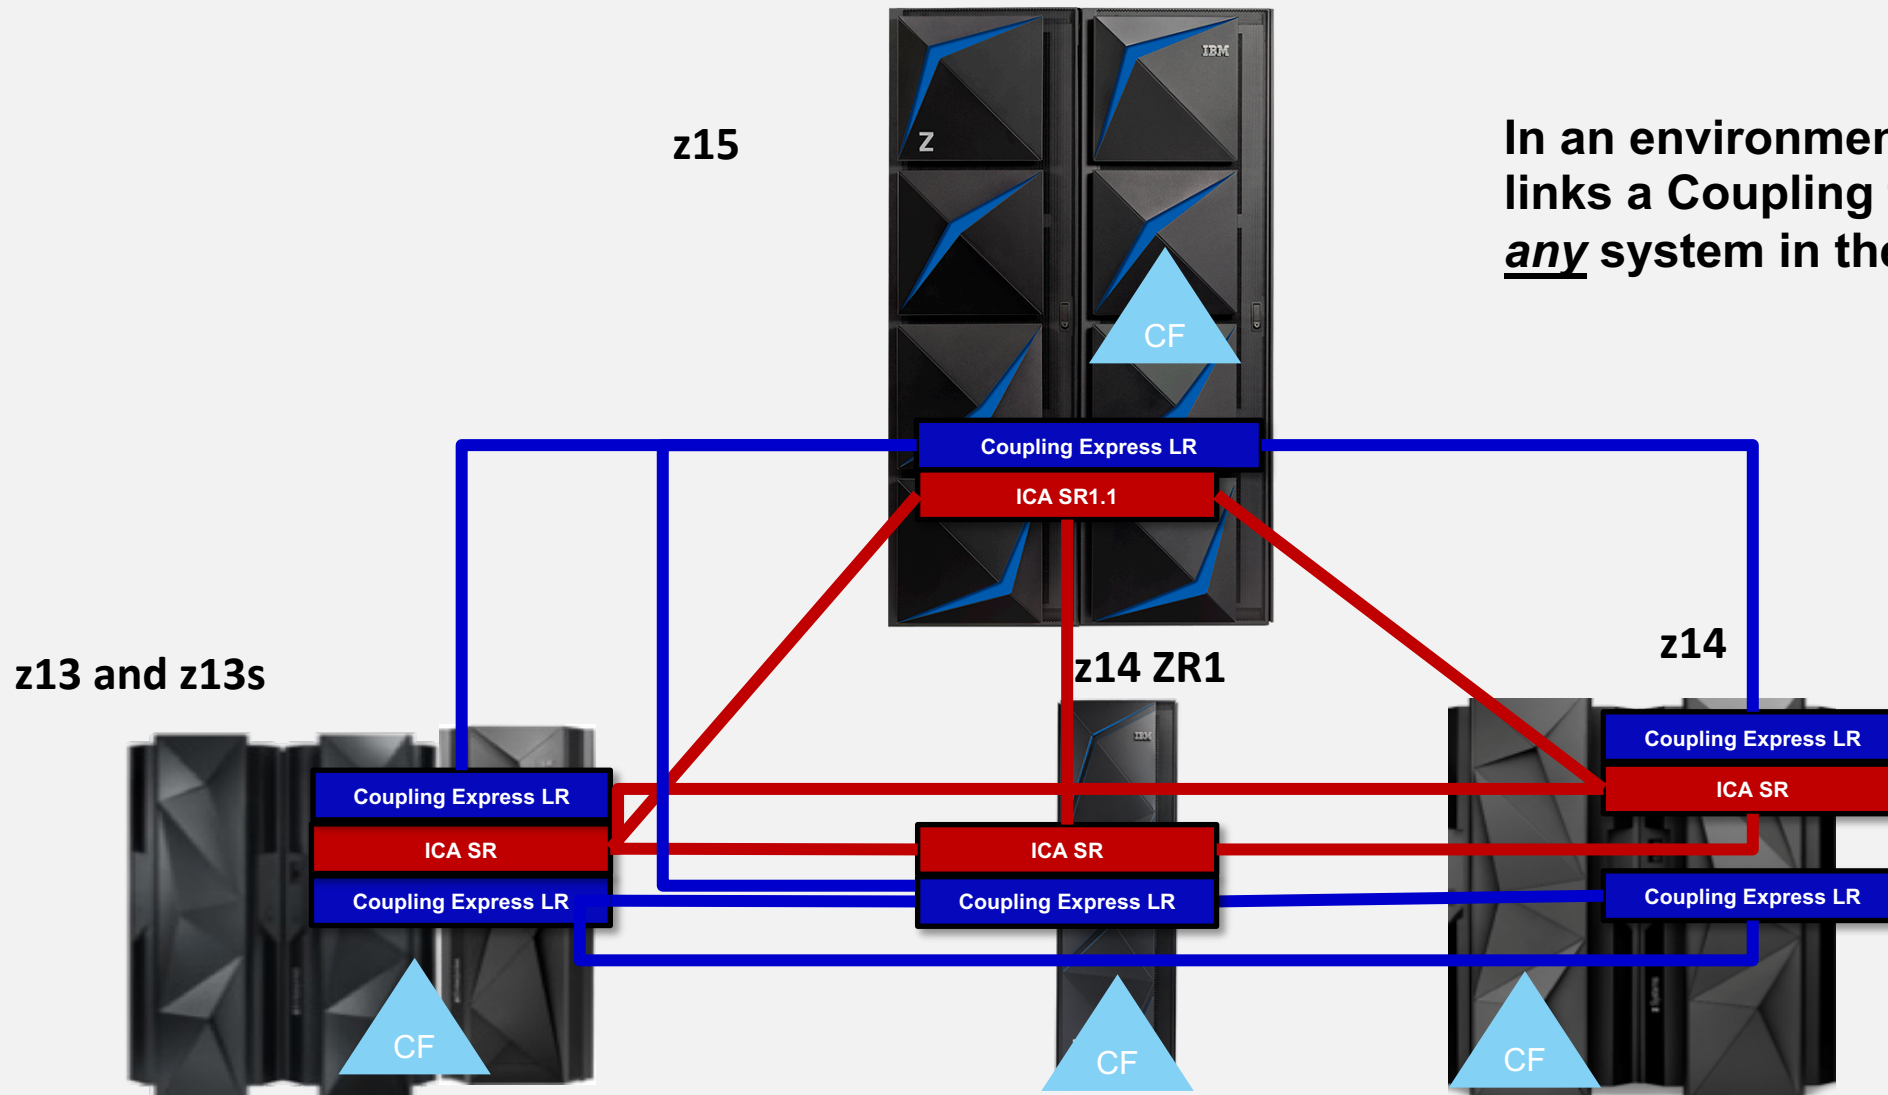 IBM
Z
z15
In an environmen
links a Coupling
any system in the
CF
Coupling Express LR
ICA SR1.1
z13 and z13s
z14 ZR1
z14
IBM
Coupling Express LR
ICA SR
Coupling Express LR
ICA SR
Coupling Express LR
Coupling Express LR
ICA SR
Coupling Express LR
CF
CF
CF